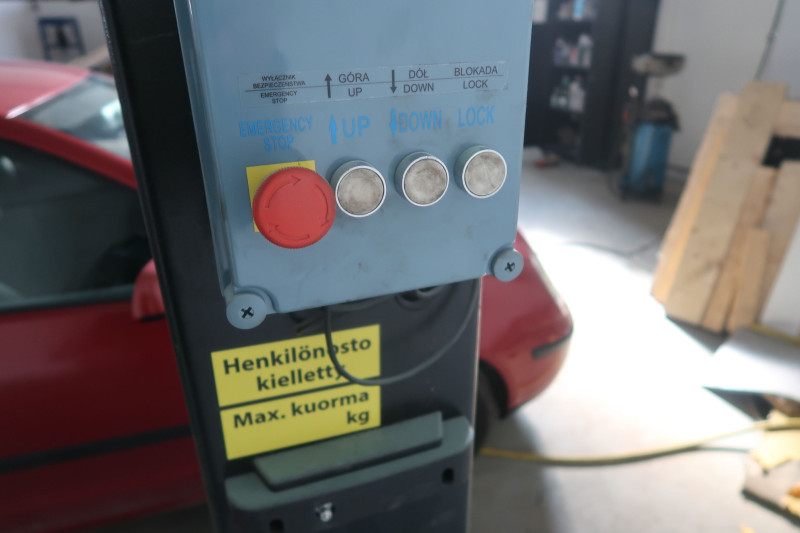 WYŁĄCZNIK
BEZPIECZEŃSTWA
EMERGENCY
STOP
GÓRA
UP
DÓŁ
DOWN
BLOKADA
LOCK
EMERGENCY
STOP
UP
DOWN
LOCK
Henkilönosto
kielletty
Max. kuorma
kg